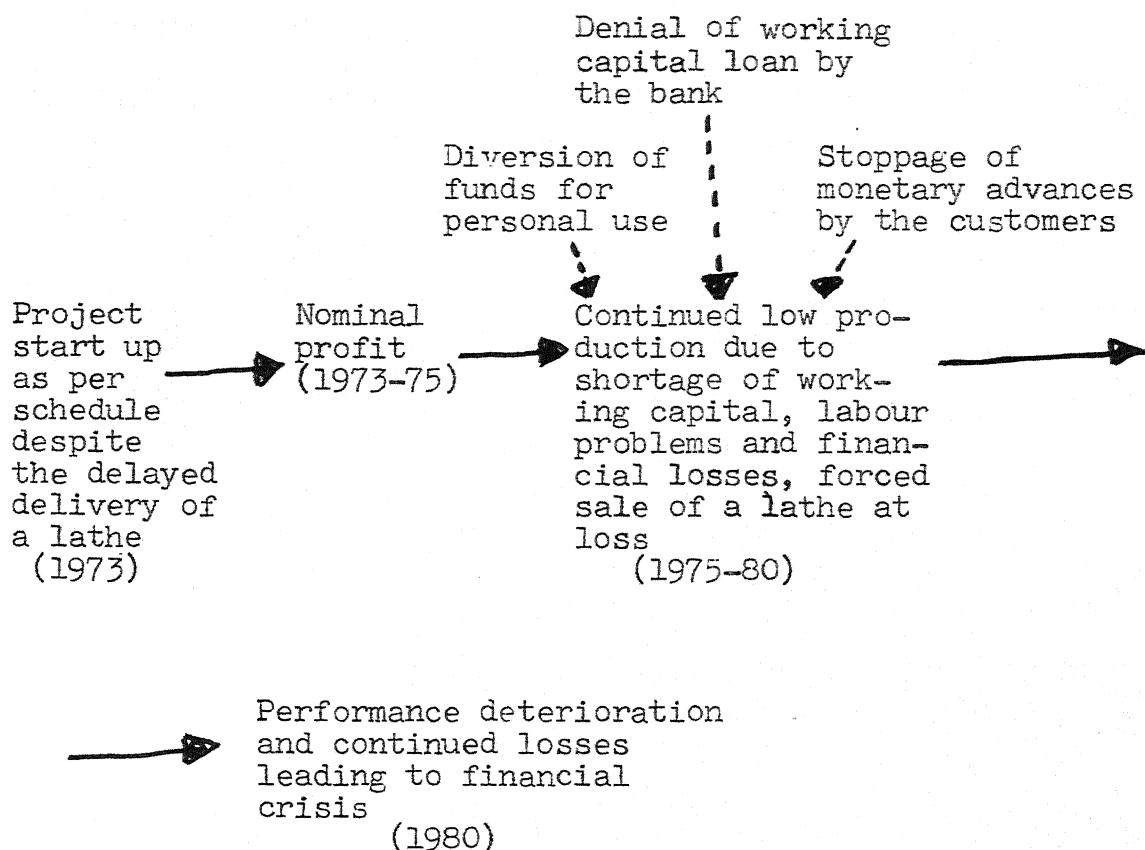 Denial of working
capital loan by
the bank
Diversion of
funds for
personal use
Stoppage of
monetary advances
by the customers
Project
start up
as per
schedule
despite
the delayed
delivery of
a lathe
(1973)
Nominal
profit
(1973-75)
Continued low pro-
duction due to
shortage of work-
ing capital, labour
problems and finan-
cial losses, forced
sale of a lathe at
loss
(1975-80)
Performance deterioration
and continued losses
leading to financial
crisis
(1980)